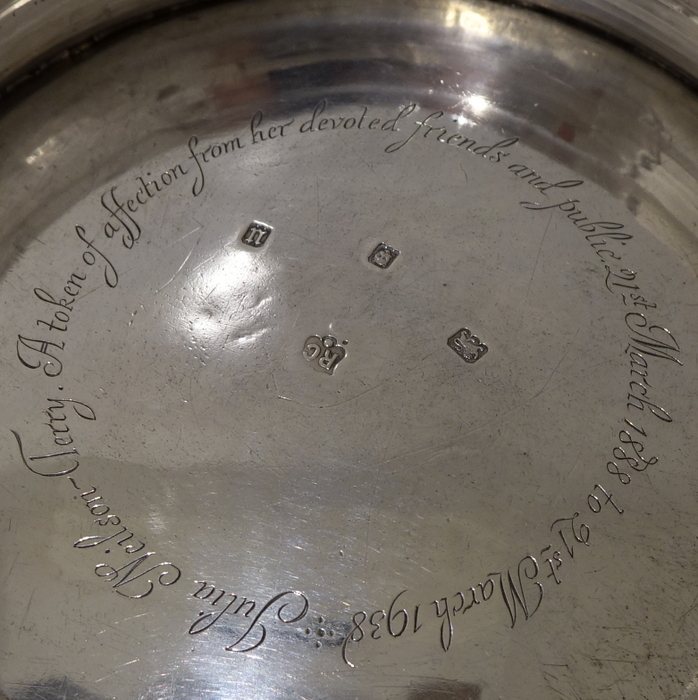 Julia Neilson-Terry. A token of affection from her devoted friends and public. 21st March 1888 to 21st March 1938
RC